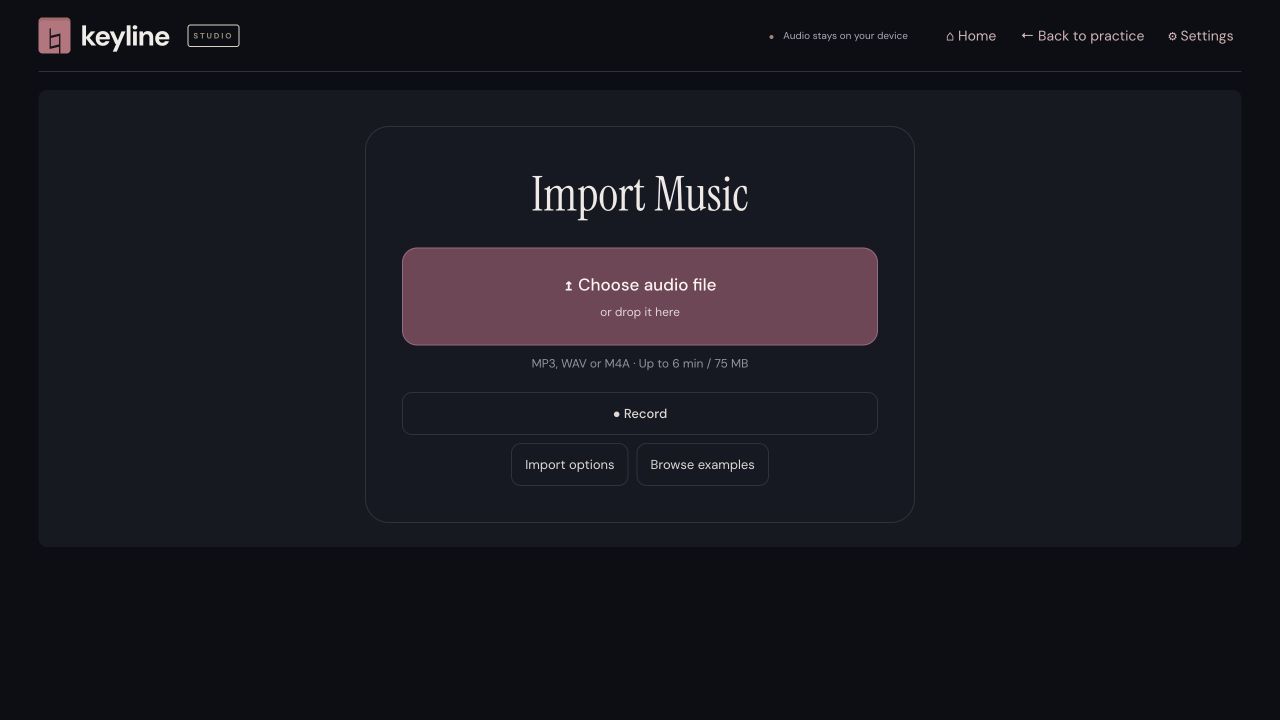 keyline STUDIO
Audio stays on your device
⌂ Home
← Back to practice
⚙ Settings
Import Music
↥ Choose audio file
or drop it here
MP3, WAV or M4A · Up to 6 min / 75 MB
● Record
Import options
Browse examples